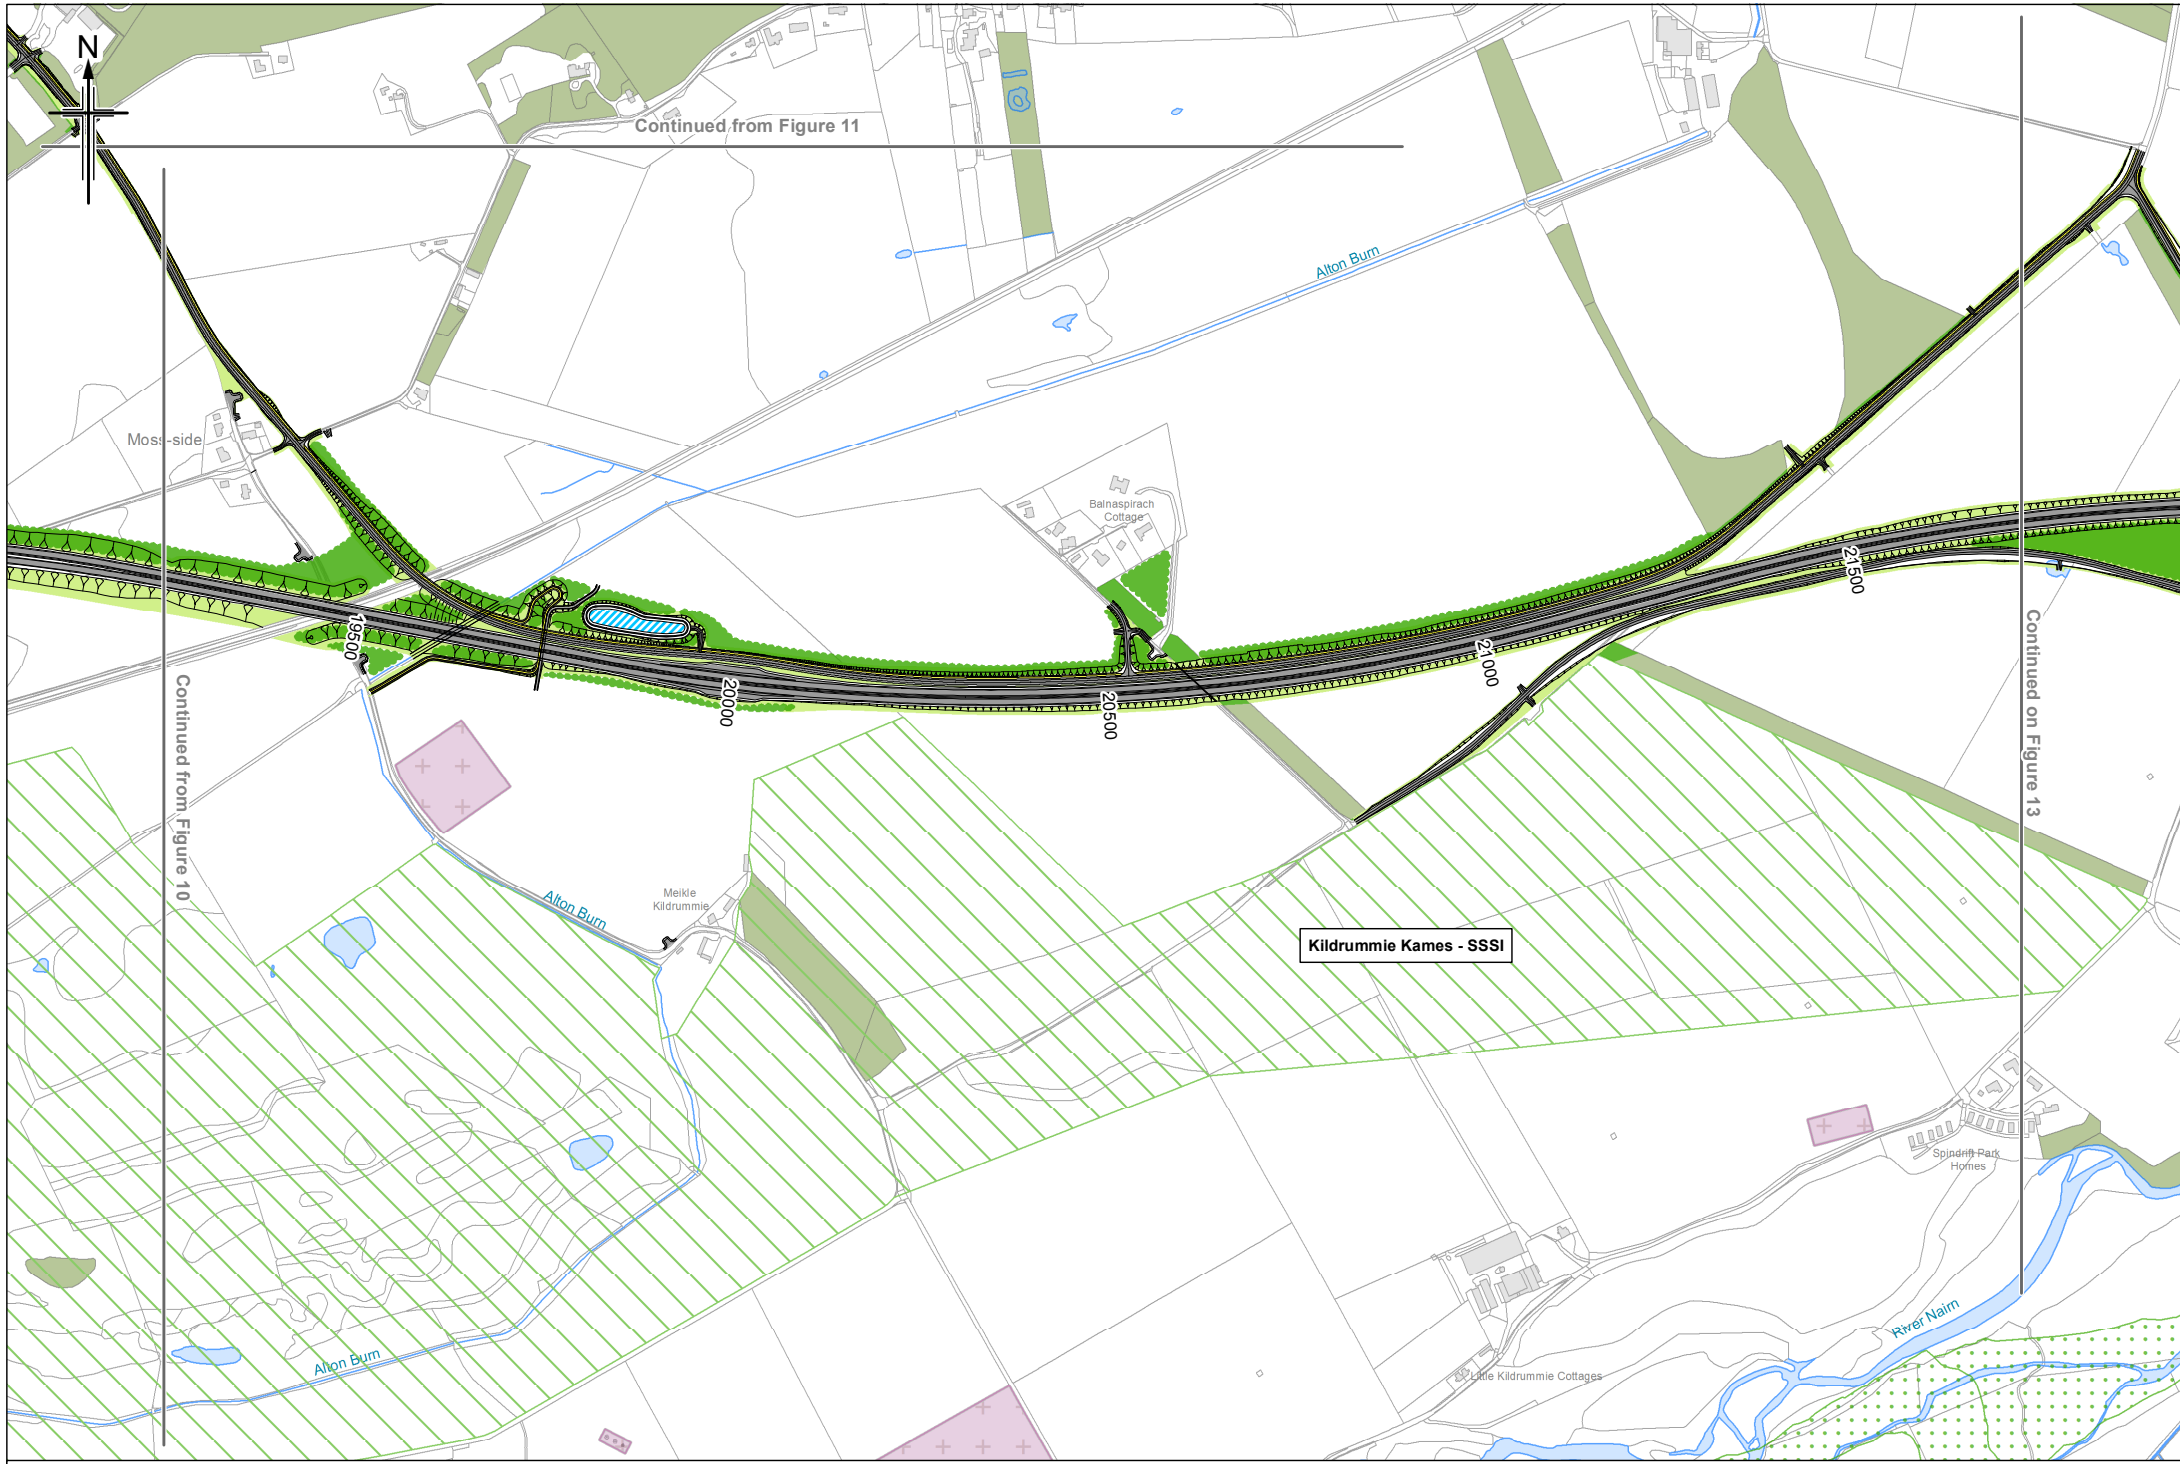 N
Continued from Figure 11
Alton Burn
Moss-side
Balnaspirach
Cottage
21500
19500
21000
20000
20500
Continued from Figure 10
Continued on Figure 13
Meikle
Kildrummie
Alton Burn
Kildrummie Kames - SSSI
Spindrift Park
Homes
River Nairn
Alton Burn
Little Kildrummie Cottages